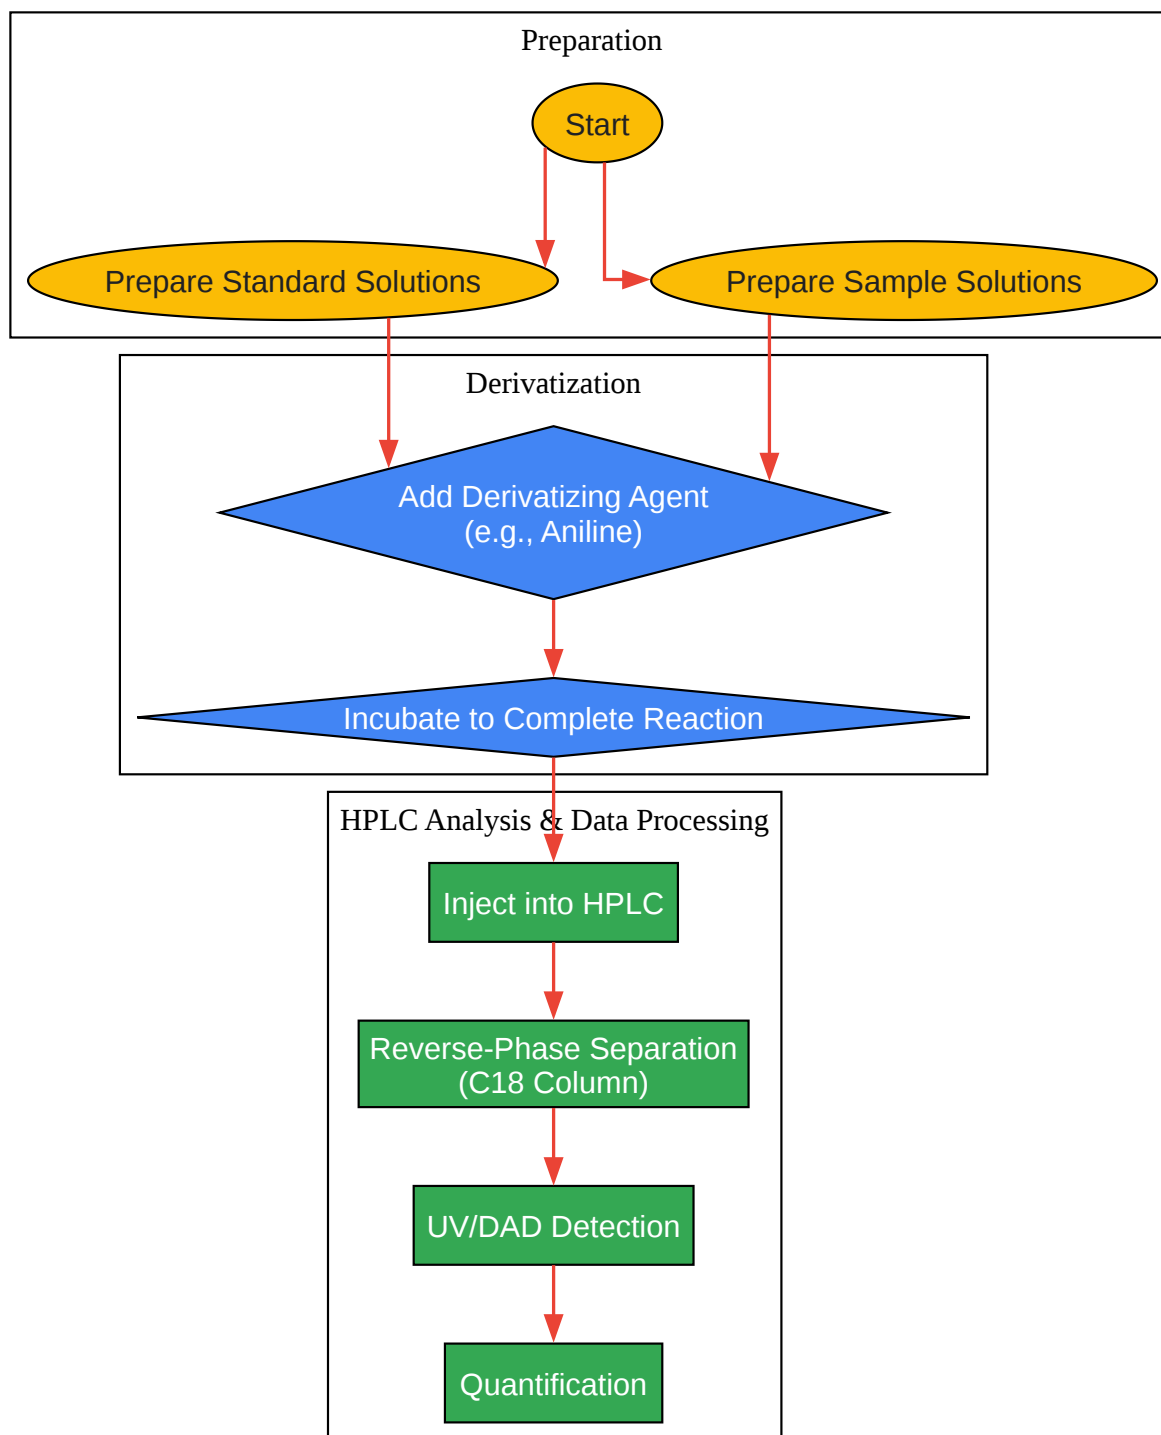 Preparation
Start
Prepare Standard Solutions
Prepare Sample Solutions
Derivatization
Add Derivatizing Agent
(e.g., Aniline)
Incubate to Complete Reaction
HPLC Analysis & Data Processing
Inject into HPLC
Reverse-Phase Separation
(C18 Column)
UV/DAD Detection
Quantification